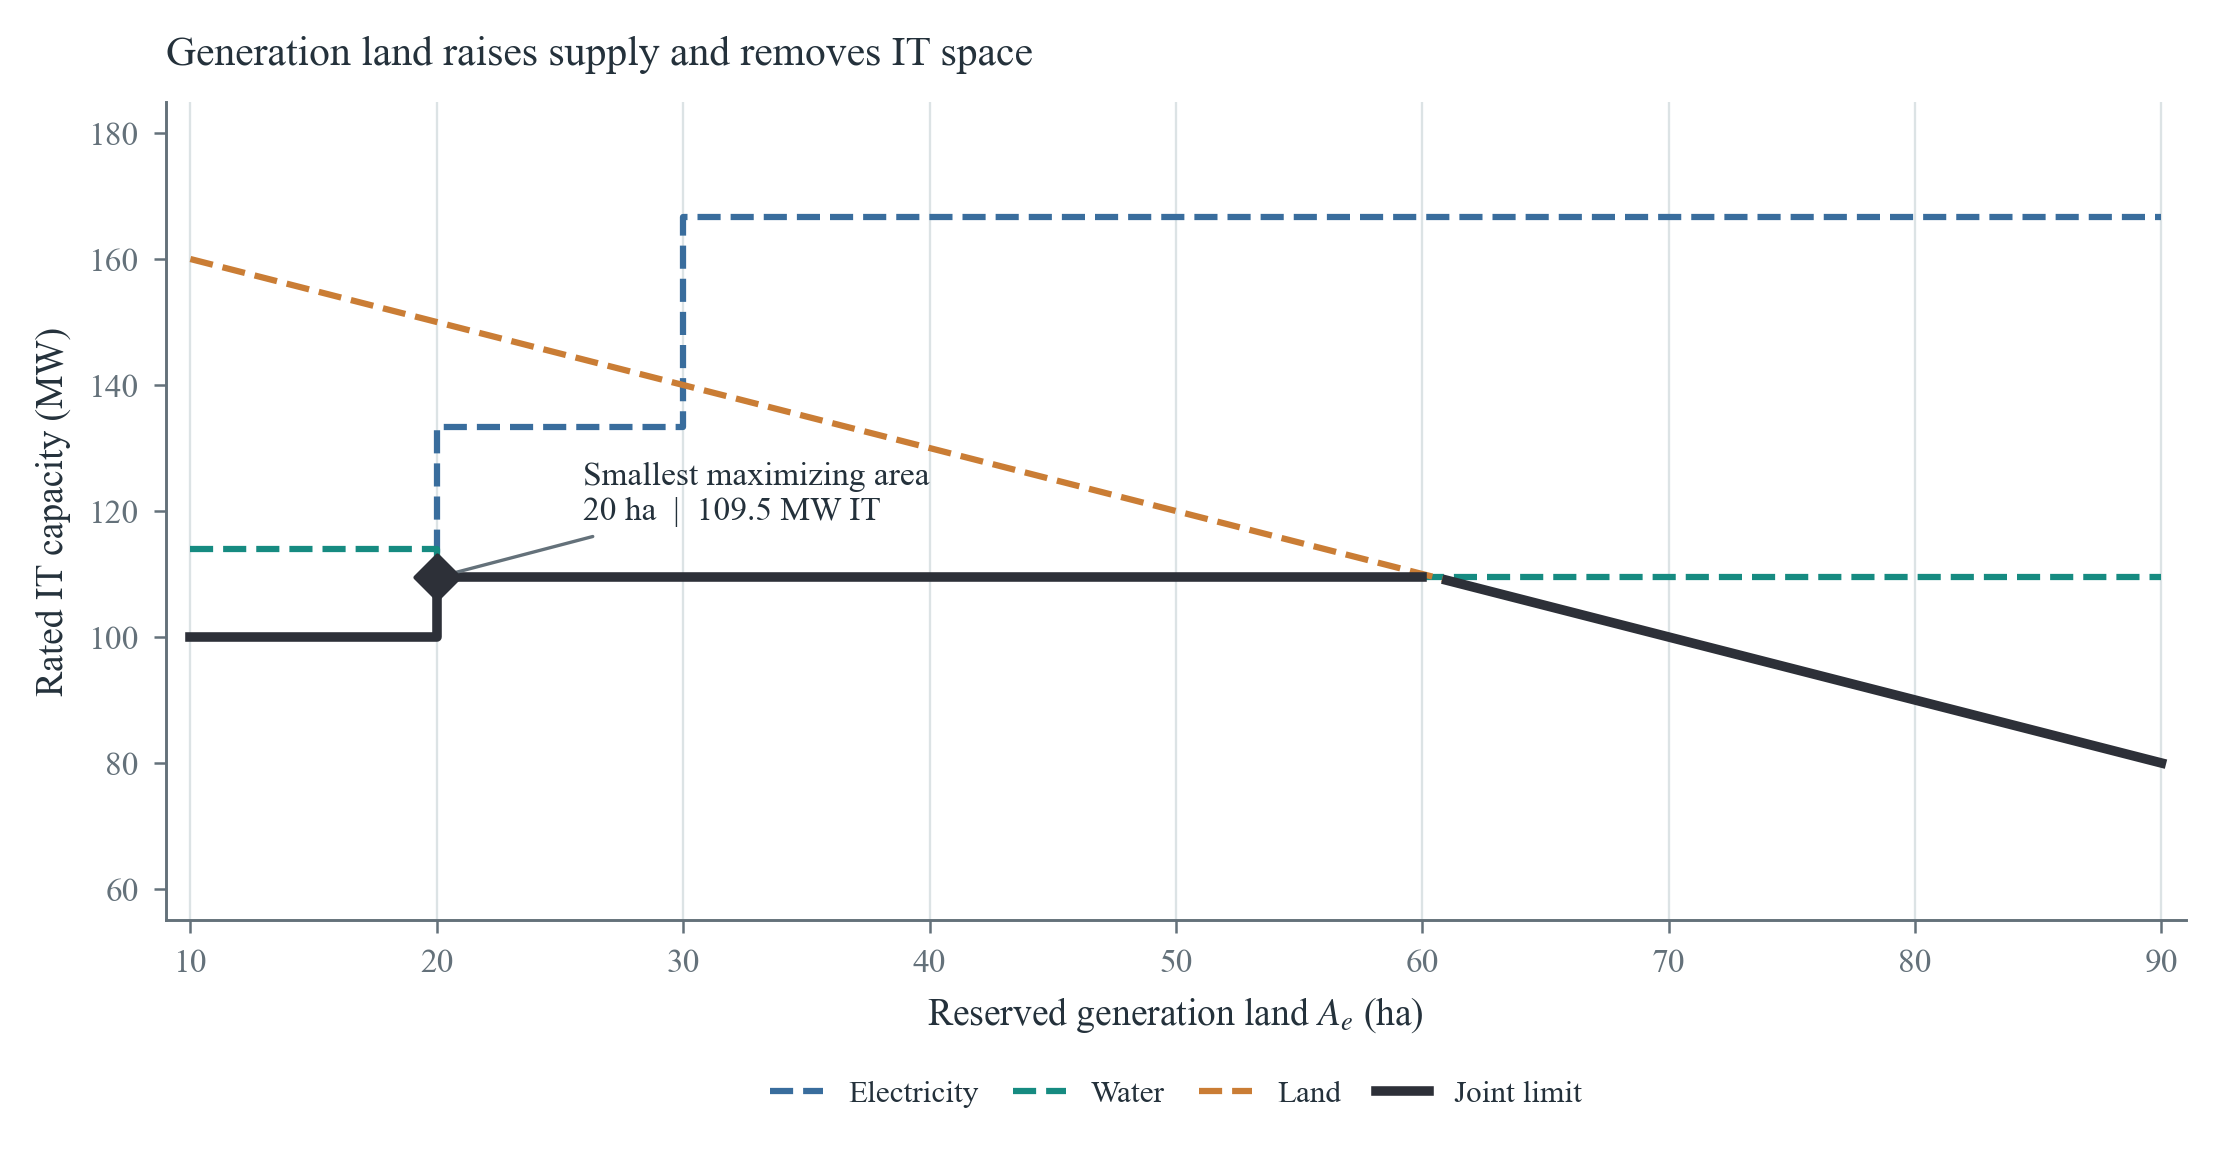 Generation land raises supply and removes IT space
Rated IT capacity (MW)
180
160
140
120
100
80
60
Smallest maximizing area
20 ha | 109.5 MW IT
10 20 30 40 50 60 70 80 90
Reserved generation land Aₑ (ha)
Electricity Water Land Joint limit